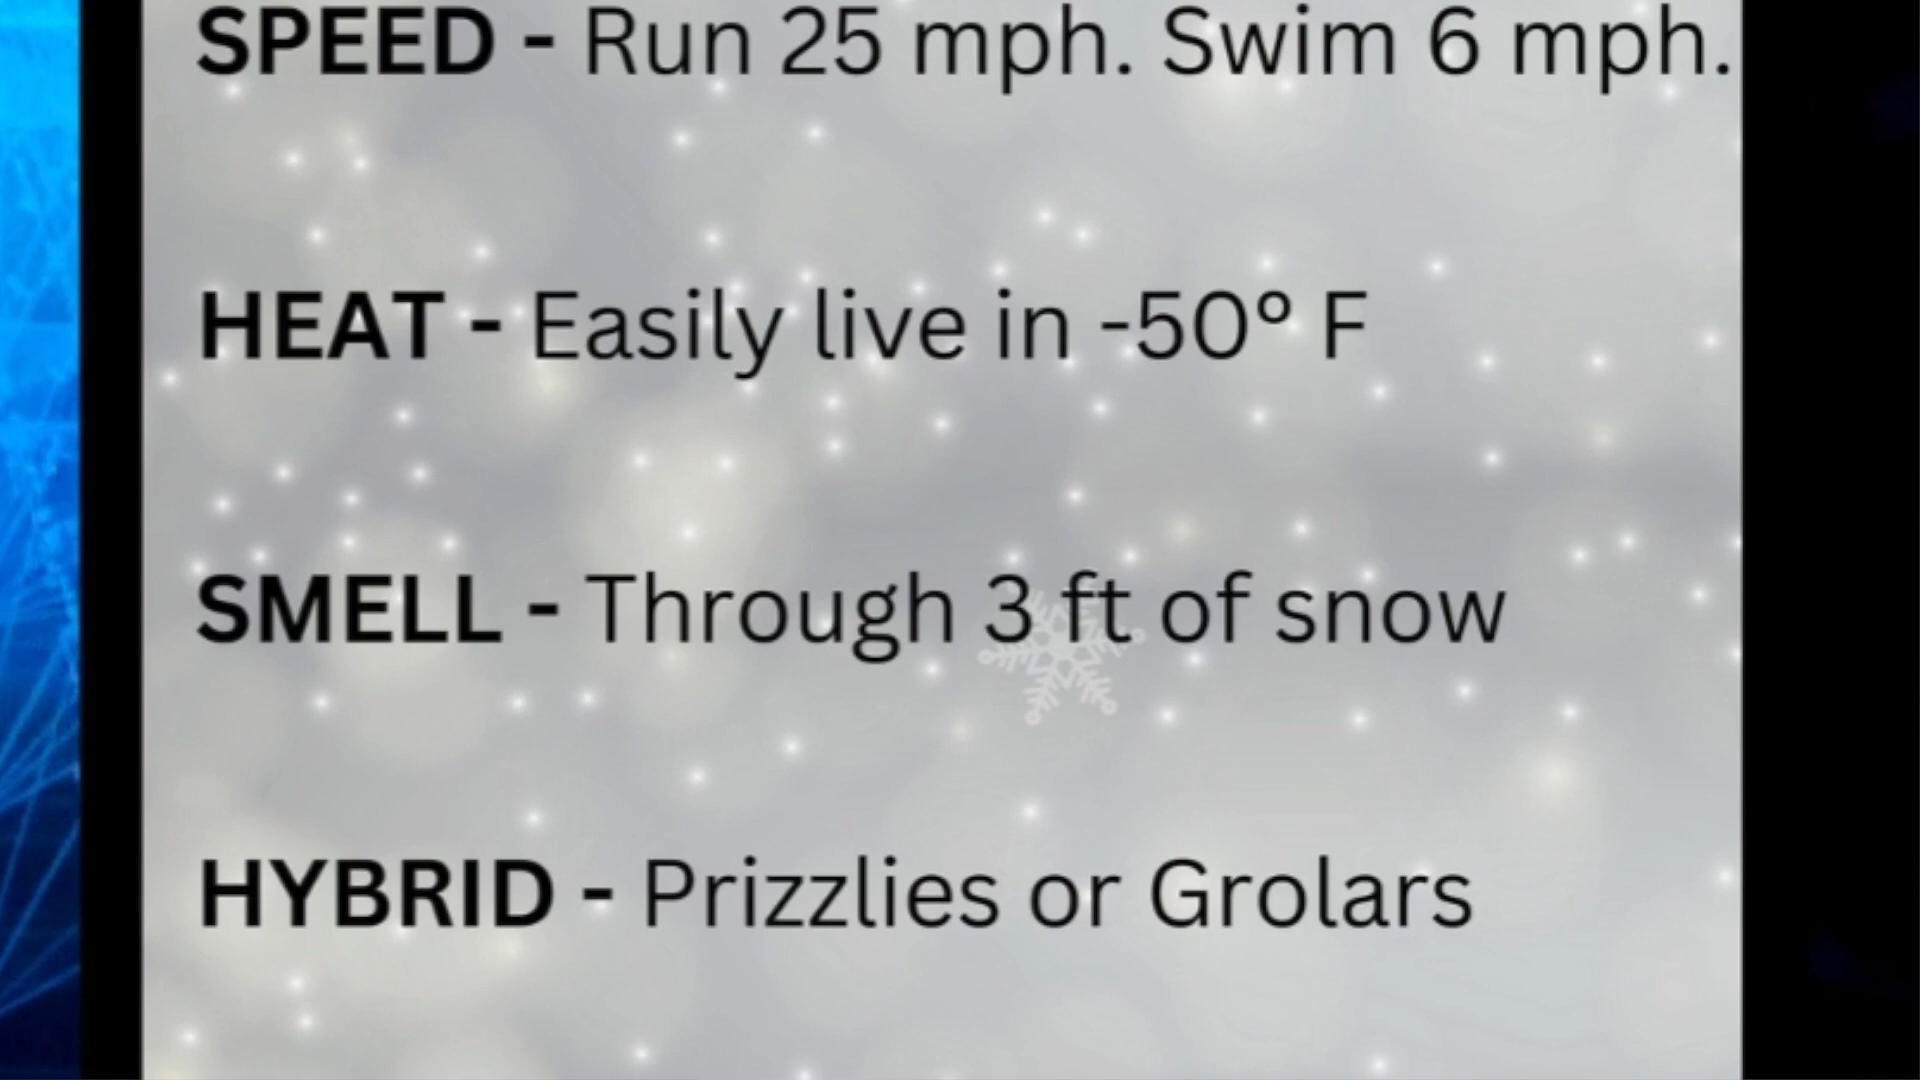 SPEED - Run 25 mph. Swim 6 mph.
HEAT - Easily live in -50° F
SMELL - Through 3 ft of snow
HYBRID - Prizzlies or Grolars